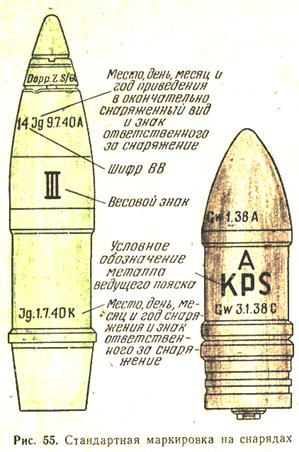 Dopp. Z S/60
Место, день, месяц и
год приведения
в окончательно
снаряженный вид
и знак
ответственного
за снаряжение
14 Jg 9.7.40 A
Шифр ВВ
III
Весовой знак
Gw 1.38 A
Условное
обозначение
металла
ведущего пояска
A
KPS
Gw 3.1.38 C
Jg.1.7.40 K
Место, день, ме-
сяц и год снаря-
жения и знак
ответствен-
ного за снаря-
жение
Рис. 55. Стандартная маркировка на снарядах